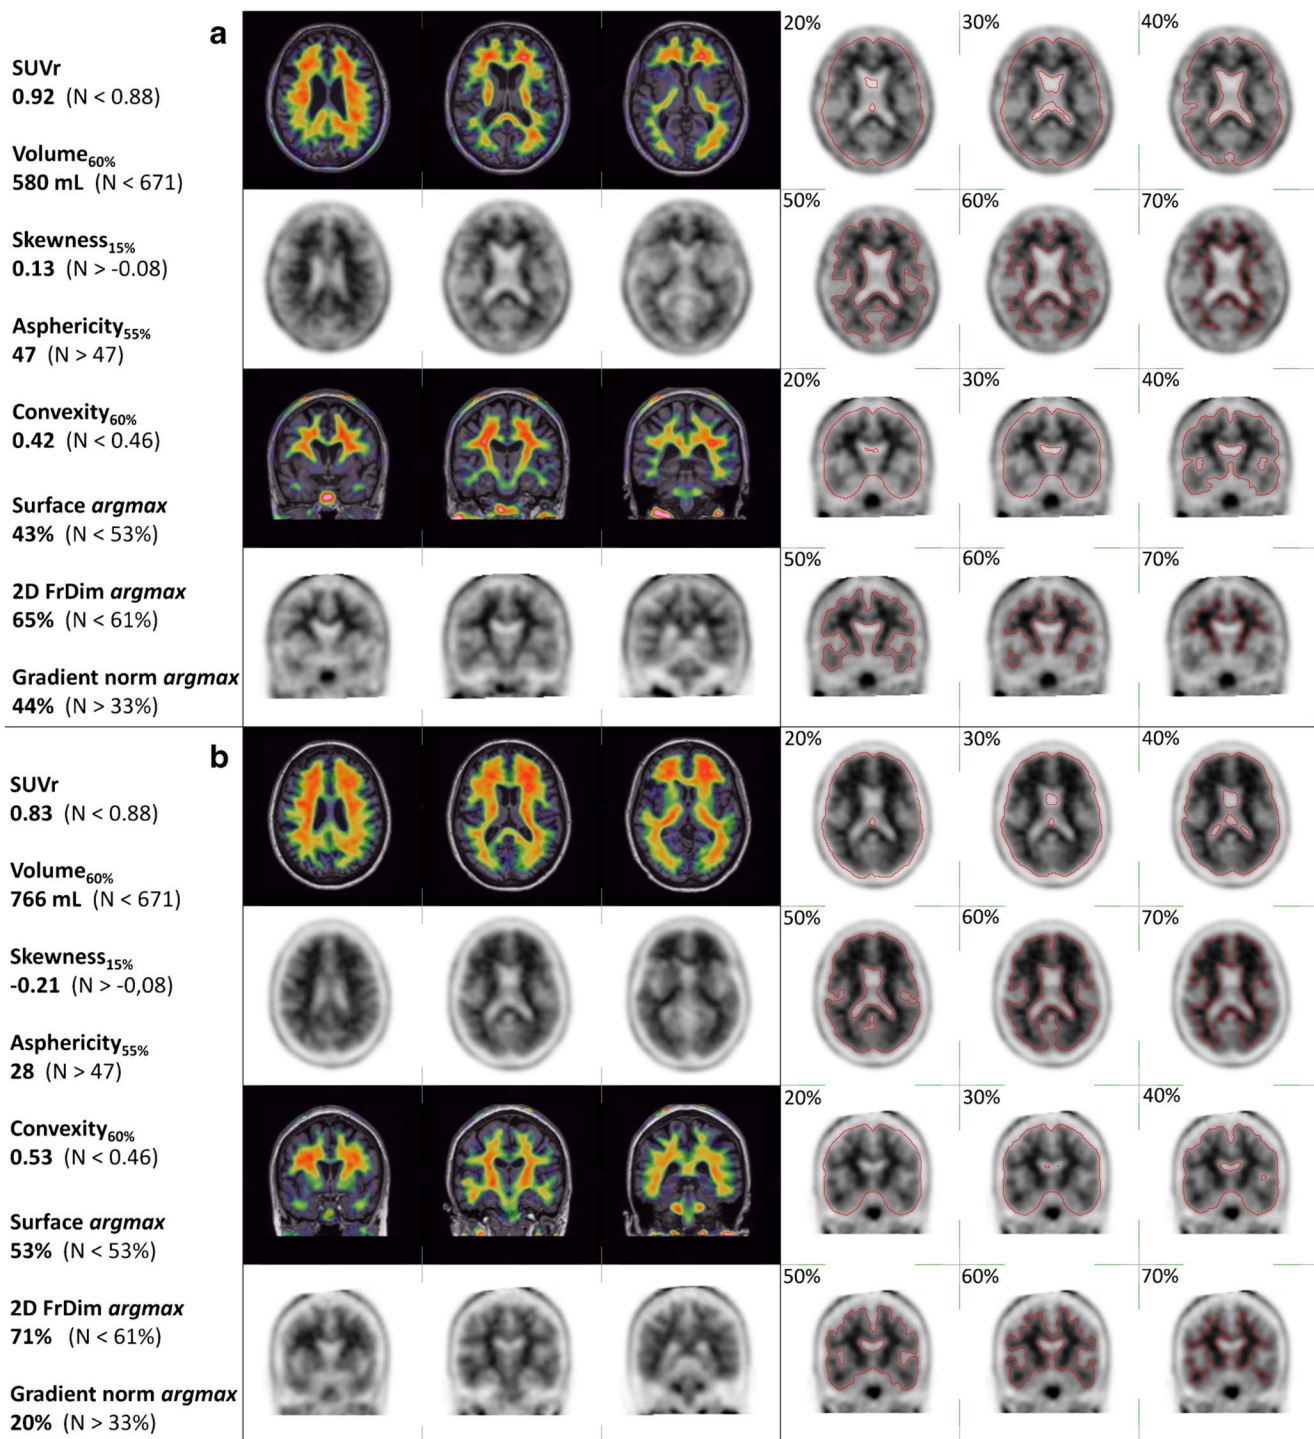 a
SUVr
0.92 (N < 0.88)
Volume60%
580 mL (N < 671)
Skewness15%
0.13 (N > -0.08)
Asphericity55%
47 (N > 47)
Convexity60%
0.42 (N < 0.46)
Surface argmax
43% (N < 53%)
2D FrDim argmax
65% (N < 61%)
Gradient norm argmax
44% (N > 33%)
20% 30% 40%
50% 60% 70%
20% 30% 40%
50% 60% 70%
b
SUVr
0.83 (N < 0.88)
Volume60%
766 mL (N < 671)
Skewness15%
-0.21 (N > -0,08)
Asphericity55%
28 (N > 47)
Convexity60%
0.53 (N < 0.46)
Surface argmax
53% (N < 53%)
2D FrDim argmax
71% (N < 61%)
Gradient norm argmax
20% (N > 33%)
20% 30% 40%
50% 60% 70%
20% 30% 40%
50% 60% 70%